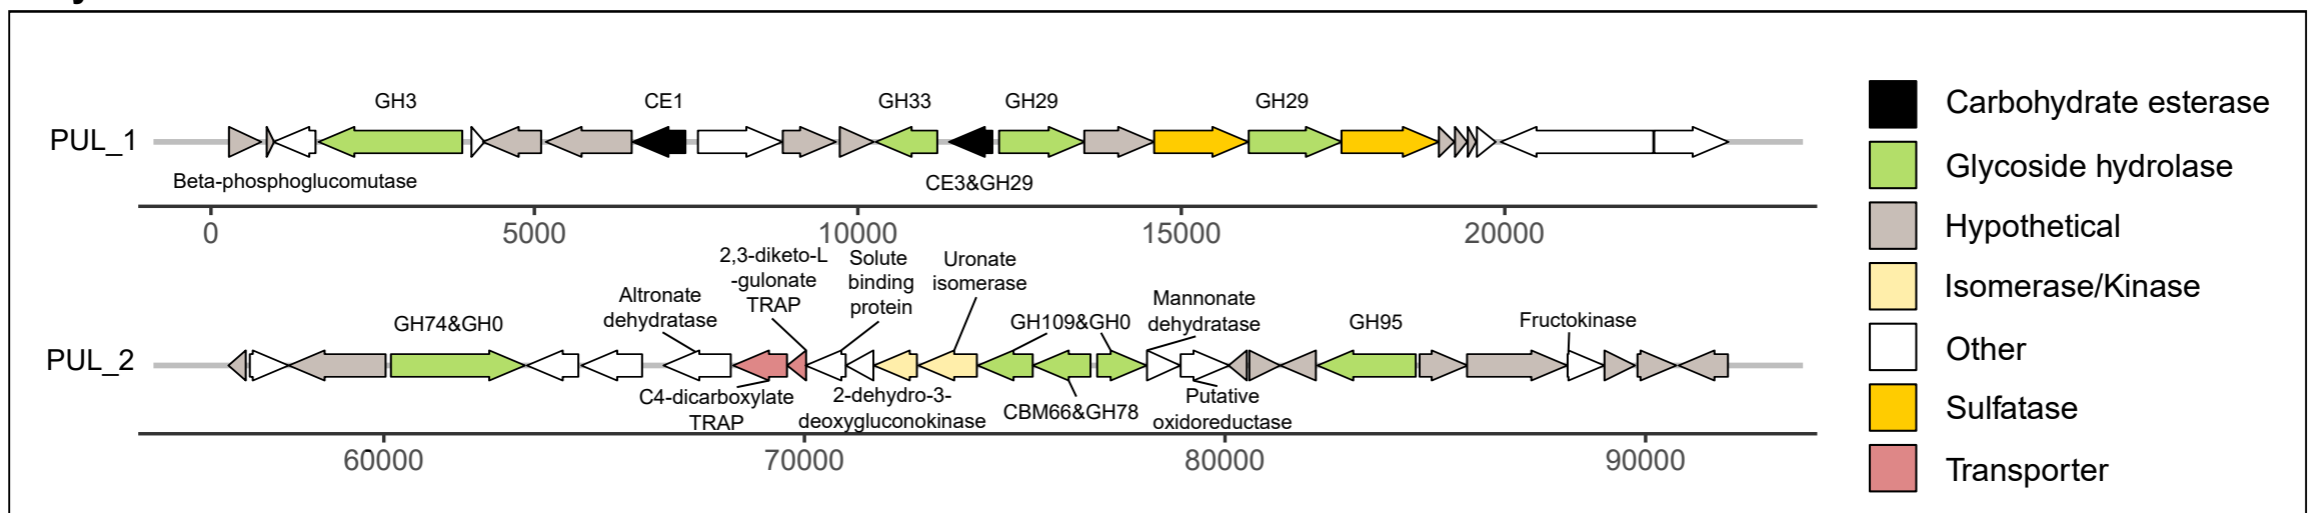 GH3
CE1
GH33
GH29
GH29
PUL_1
Beta-phosphoglucomutase
CE3&GH29
0
5000
10000
15000
20000
2,3-diketo-L
-gulonate
TRAP
Solute
binding
protein
Uronate
isomerase
Altronate
dehydratase
Mannonate
dehydratase
GH74&GH0
GH109&GH0
GH95
Fructokinase
PUL_2
C4-dicarboxylate
TRAP
2-dehydro-3-
deoxygluconokinase
CBM66&GH78
Putative
oxidoreductase
60000
70000
80000
90000
Carbohydrate esterase
Glycoside hydrolase
Hypothetical
Isomerase/Kinase
Other
Sulfatase
Transporter